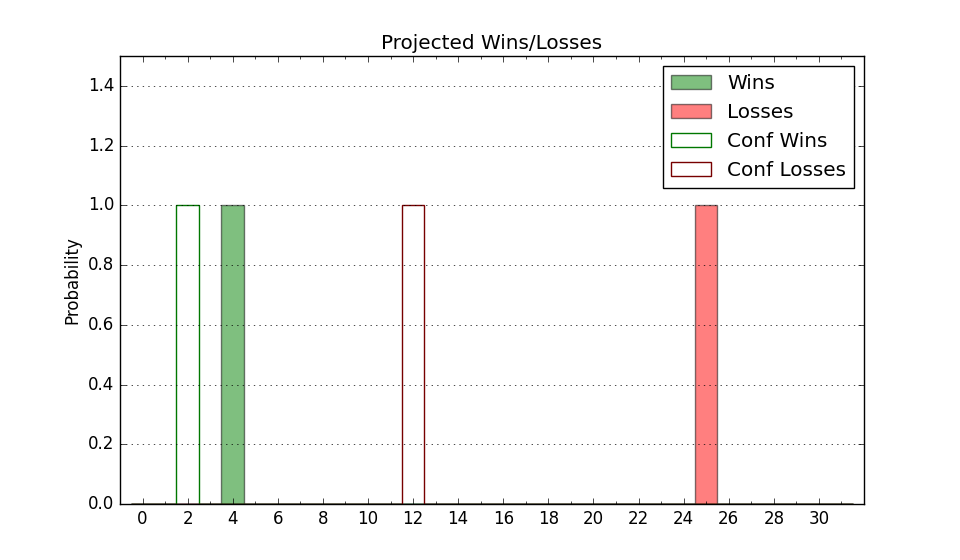 Projected Wins/Losses
Wins
Losses
Conf Wins
Conf Losses
Probability
1.4
1.2
1.0
0.8
0.6
0.4
0.2
0.0
0 2 4 6 8 10 12 14 16 18 20 22 24 26 28 30